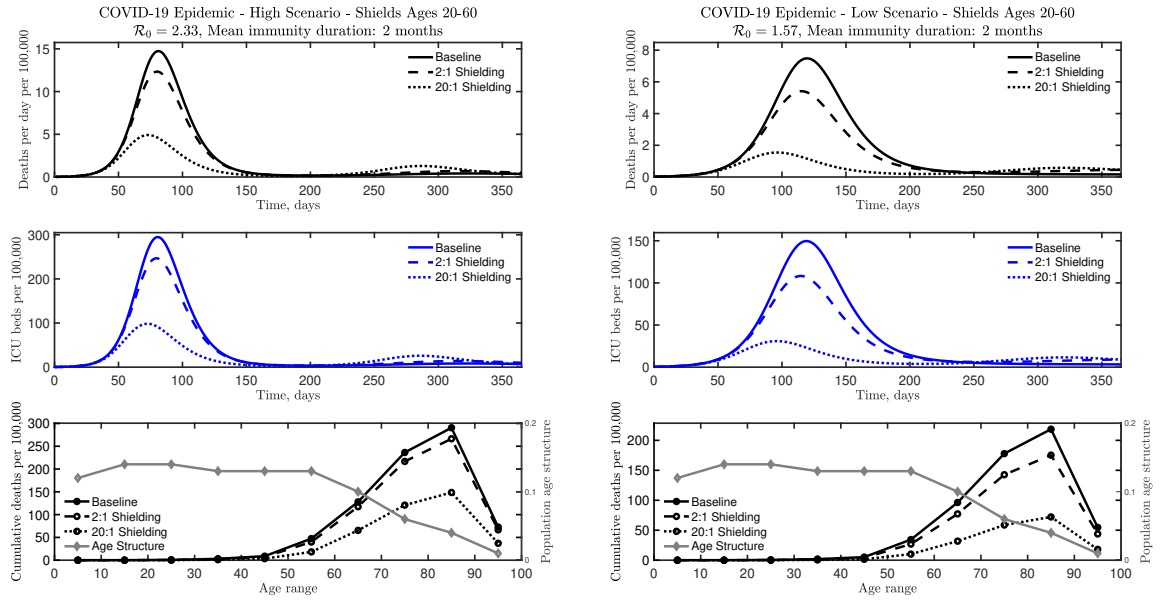 COVID-19 Epidemic - High Scenario - Shields Ages 20-60
R₀ = 2.33, Mean immunity duration: 2 months
Deaths per day per 100,000
15
10
5
0
Baseline
2:1 Shielding
20:1 Shielding
0 50 100 150 200 250 300 350
Time, days
ICU beds per 100,000
300
200
100
0
Baseline
2:1 Shielding
20:1 Shielding
0 50 100 150 200 250 300 350
Time, days
Cumulative deaths per 100,000
300
250
200
150
100
50
0
Baseline
2:1 Shielding
20:1 Shielding
Age Structure
0.2
0.1
0
Population age structure
0 10 20 30 40 50 60 70 80 90 100
Age range
COVID-19 Epidemic - Low Scenario - Shields Ages 20-60
R₀ = 1.57, Mean immunity duration: 2 months
Deaths per day per 100,000
8
6
4
2
0
Baseline
2:1 Shielding
20:1 Shielding
0 50 100 150 200 250 300 350
Time, days
ICU beds per 100,000
150
100
50
0
Baseline
2:1 Shielding
20:1 Shielding
0 50 100 150 200 250 300 350
Time, days
Cumulative deaths per 100,000
200
150
100
50
0
Baseline
2:1 Shielding
20:1 Shielding
Age Structure
0.2
0.1
0
Population age structure
0 10 20 30 40 50 60 70 80 90 100
Age range